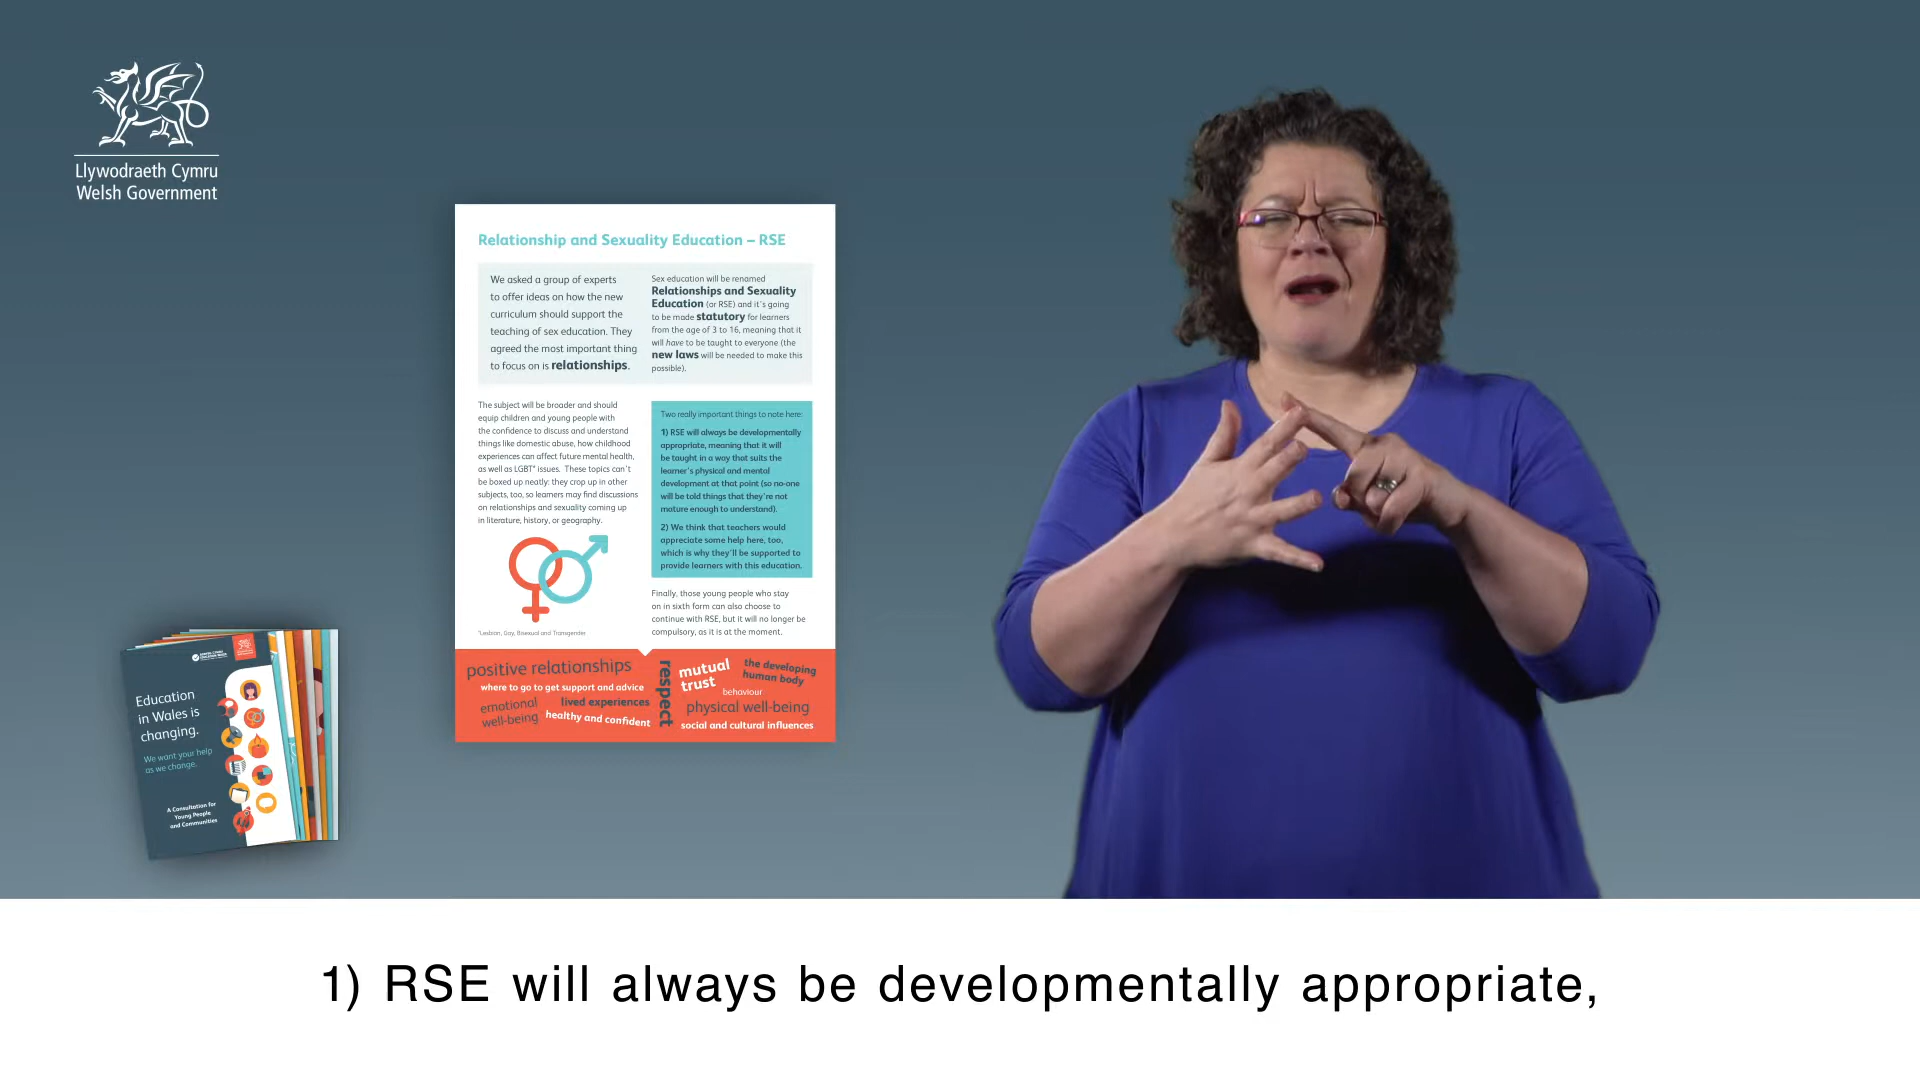 Llywodraeth Cymru
Welsh Government
Relationship and Sexuality Education – RSE
We asked a group of experts
to offer ideas on how the new
curriculum should support the
teaching of sex education. They
agreed the most important thing
to focus on is relationships.
Sex education will be renamed
Relationships and Sexuality
Education (or RSE) and it's going
to be made statutory for learners
from the age of 3 to 16, meaning that it
will have to be taught to everyone (the
new laws will be needed to make this
possible).
The subject will be broader and should
equip children and young people with
the confidence to discuss and understand
things like domestic abuse, how childhood
experiences can affect future mental health,
as well as LGBT* issues. These topics can't
be boxed up neatly: they crop up in other
subjects, too, so learners may find discussions
on relationships and sexuality coming up
in literature, history, or geography.
*Lesbian, Gay, Bisexual and Transgender
Two really important things to note here:
1) RSE will always be developmentally
appropriate, meaning that it will
be taught in a way that suits the
learner's physical and mental
development at that point (so no-one
will be told things that they're not
mature enough to understand).
2) We think that teachers would
appreciate some help here, too,
which is why they'll be supported to
provide learners with this education.
Finally, those young people who stay
on in sixth form can also choose to
continue with RSE, but it will no longer be
compulsory, as it is at the moment.
positive relationships
where to go to get support and advice
emotional
well-being
lived experiences
healthy and confident
respect
mutual
trust
the developing
human body
behaviour
physical well-being
social and cultural influences
Education
in Wales is
changing.
We want your help
as we change.
A Consultation for
Young People
and Communities
1) RSE will always be developmentally appropriate,